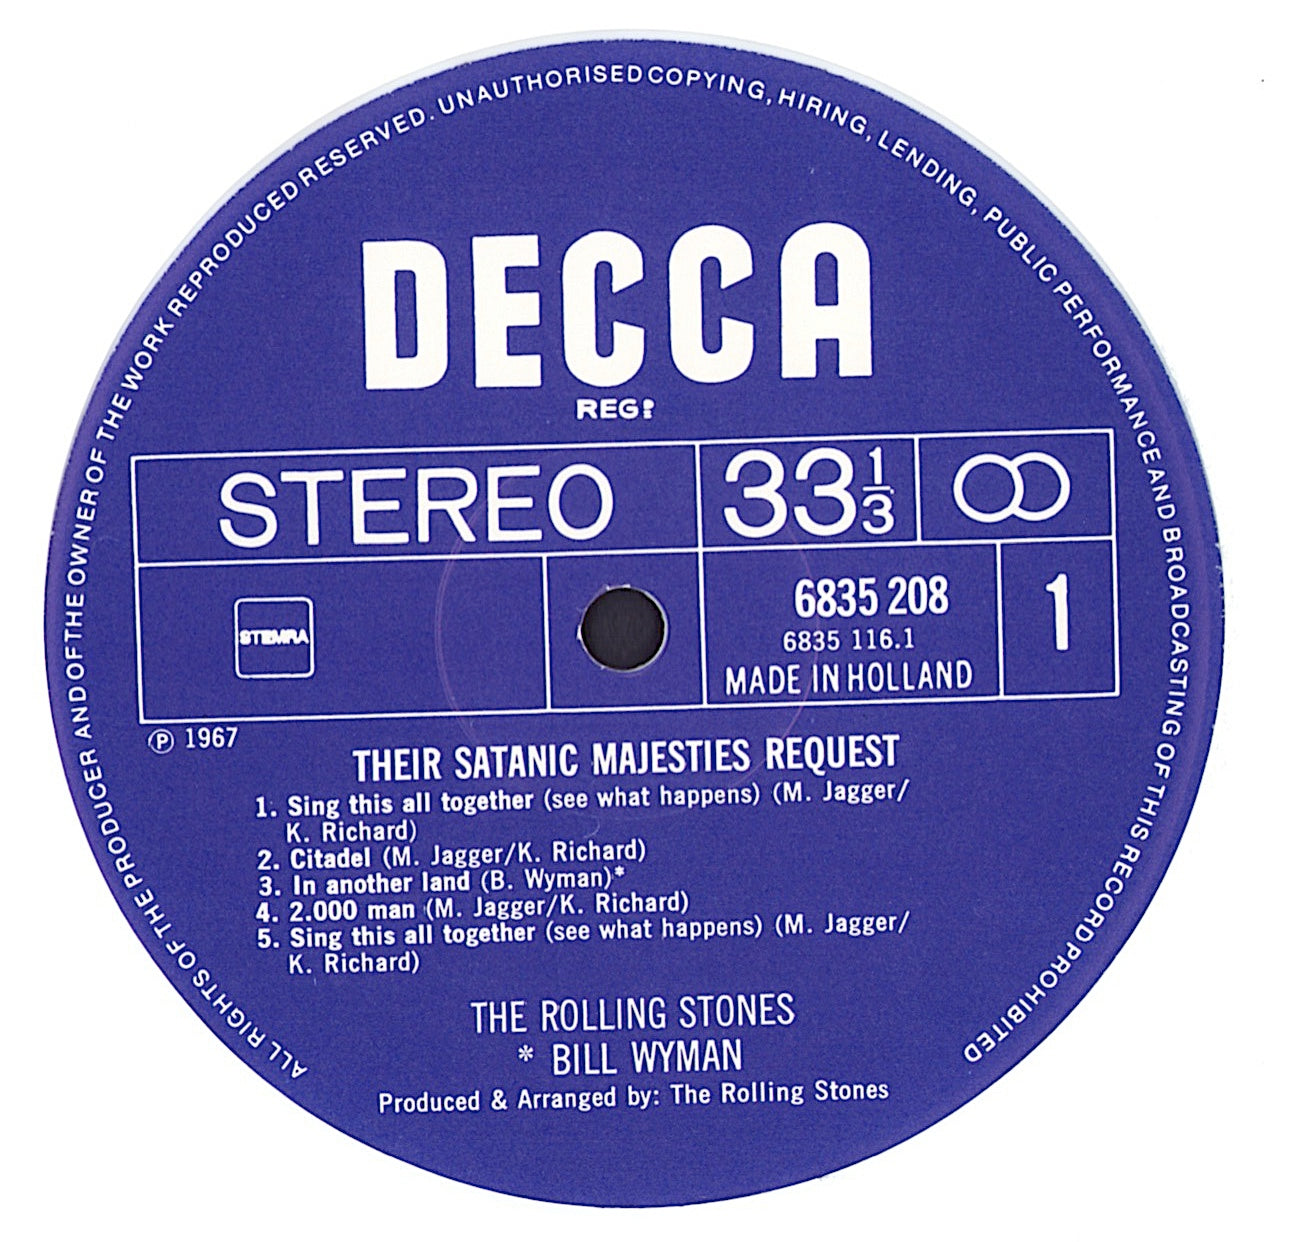 ALL RIGHTS OF THE PRODUCER AND OF THE OWNER OF THE WORK REPRODUCED RESERVED. UNAUTHORISED COPYING, HIRING, LENDING, PUBLIC PERFORMANCE AND BROADCASTING OF THIS RECORD PROHIBITED
DECCA
REGD
STEREO
33 1/3
STEMRA
6835 208
6835 116.1
MADE IN HOLLAND
1
℗ 1967
THEIR SATANIC MAJESTIES REQUEST
1. Sing this all together (see what happens) (M. Jagger/
K. Richard)
2. Citadel (M. Jagger/K. Richard)
3. In another land (B. Wyman)*
4. 2.000 man (M. Jagger/K. Richard)
5. Sing this all together (see what happens) (M. Jagger/
K. Richard)
THE ROLLING STONES
* BILL WYMAN
Produced & Arranged by: The Rolling Stones